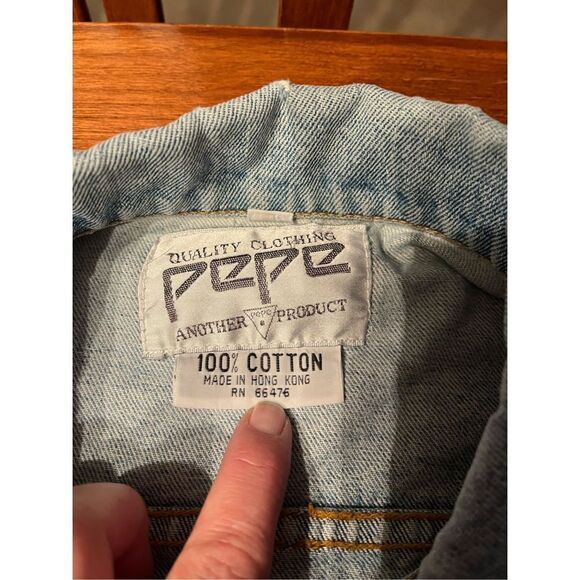 QUALITY CLOTHING
pepe
ANOTHER PRODUCT
PePe
100% COTTON
MADE IN HONG KONG
RN 66476